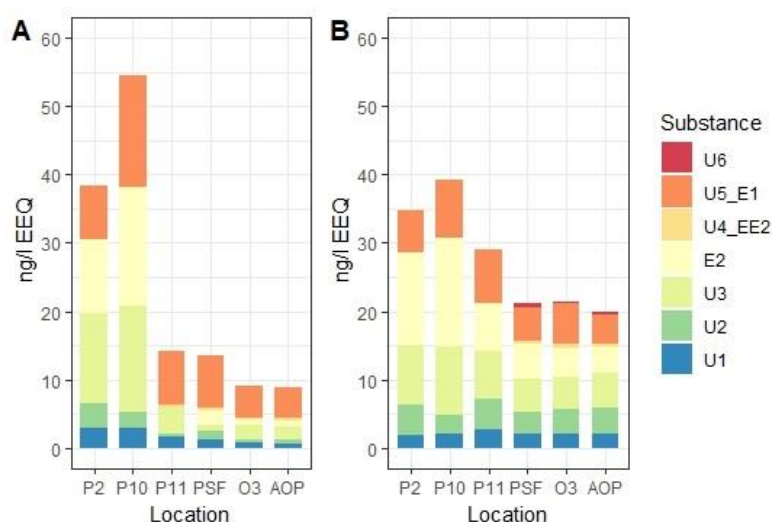 A
B
60
50
40
30
20
10
0
ng/l EEQ
P2 P10 P11 PSF O3 AOP
Location
60
50
40
30
20
10
0
ng/l EEQ
P2 P10 P11 PSF O3 AOP
Location
Substance
U6
U5_E1
U4_EE2
E2
U3
U2
U1